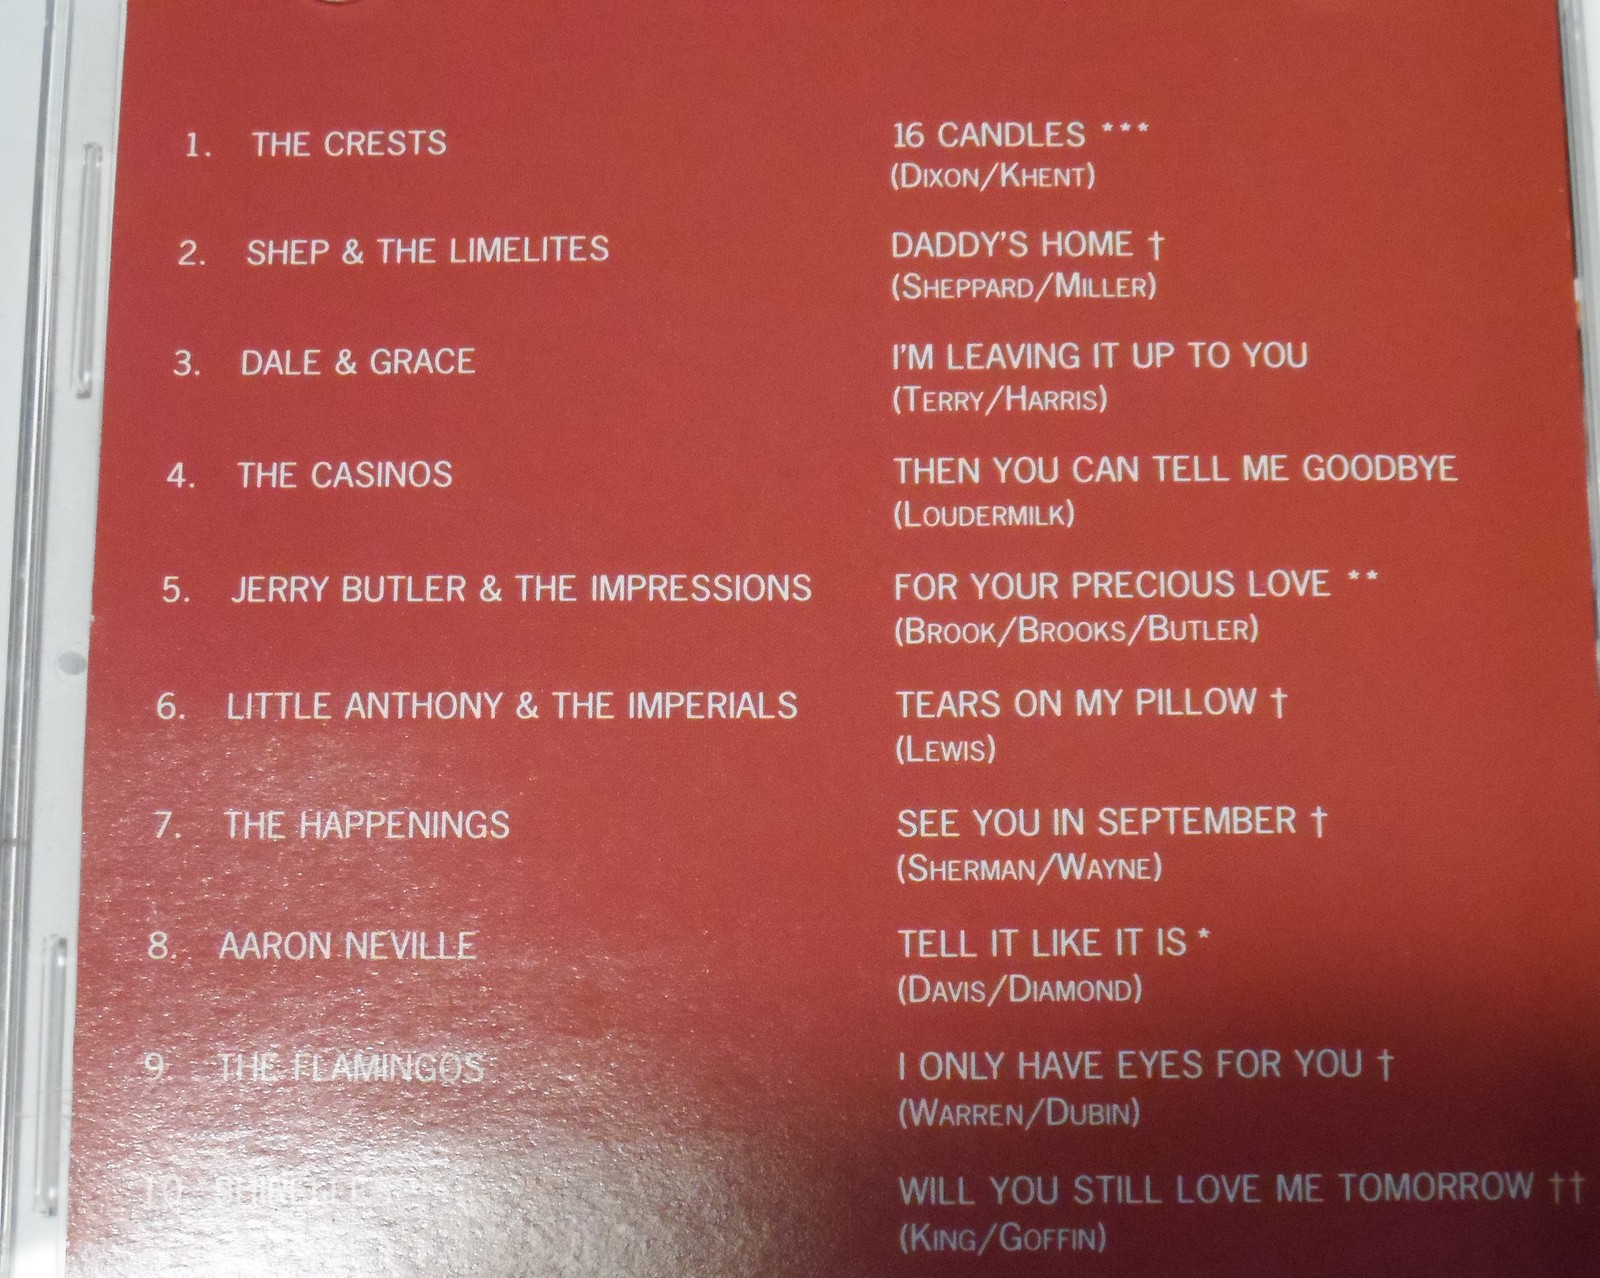 1. THE CRESTS 16 CANDLES ***
(DIXON/KHENT)
2. SHEP & THE LIMELITES DADDY'S HOME †
(SHEPPARD/MILLER)
3. DALE & GRACE I'M LEAVING IT UP TO YOU
(TERRY/HARRIS)
4. THE CASINOS THEN YOU CAN TELL ME GOODBYE
(LOUDERMILK)
5. JERRY BUTLER & THE IMPRESSIONS FOR YOUR PRECIOUS LOVE **
(BROOK/BROOKS/BUTLER)
6. LITTLE ANTHONY & THE IMPERIALS TEARS ON MY PILLOW †
(LEWIS)
7. THE HAPPENINGS SEE YOU IN SEPTEMBER †
(SHERMAN/WAYNE)
8. AARON NEVILLE TELL IT LIKE IT IS *
(DAVIS/DIAMOND)
9. THE FLAMINGOS I ONLY HAVE EYES FOR YOU †
(WARREN/DUBIN)
10. WILL YOU STILL LOVE ME TOMORROW ††
(KING/GOFFIN)